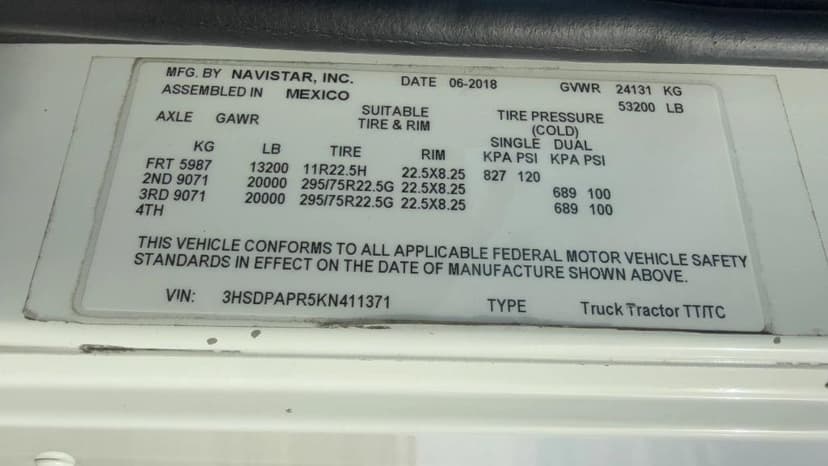 MFG. BY NAVISTAR, INC. DATE 06-2018 GVWR 24131 KG
ASSEMBLED IN MEXICO 53200 LB
AXLE GAWR SUITABLE TIRE & RIM TIRE PRESSURE (COLD)
SINGLE DUAL
KG LB TIRE RIM KPA PSI KPA PSI
FRT 5987 13200 11R22.5H 22.5X8.25 827 120
2ND 9071 20000 295/75R22.5G 22.5X8.25 689 100
3RD 9071 20000 295/75R22.5G 22.5X8.25 689 100
4TH
THIS VEHICLE CONFORMS TO ALL APPLICABLE FEDERAL MOTOR VEHICLE SAFETY
STANDARDS IN EFFECT ON THE DATE OF MANUFACTURE SHOWN ABOVE.
VIN: 3HSDPAPR5KN411371 TYPE Truck Tractor TT/TC